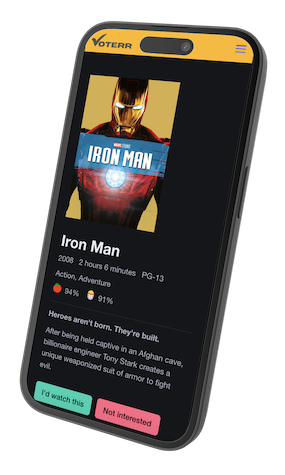 VOTERR
MARVEL STUDIOS
IRON MAN
Iron Man
2008 2 hours 6 minutes PG-13
Action, Adventure
94% 91%
Heroes aren't born. They're built.
After being held captive in an Afghan cave,
billionaire engineer Tony Stark creates a
unique weaponized suit of armor to fight
evil.
I'd watch this Not interested